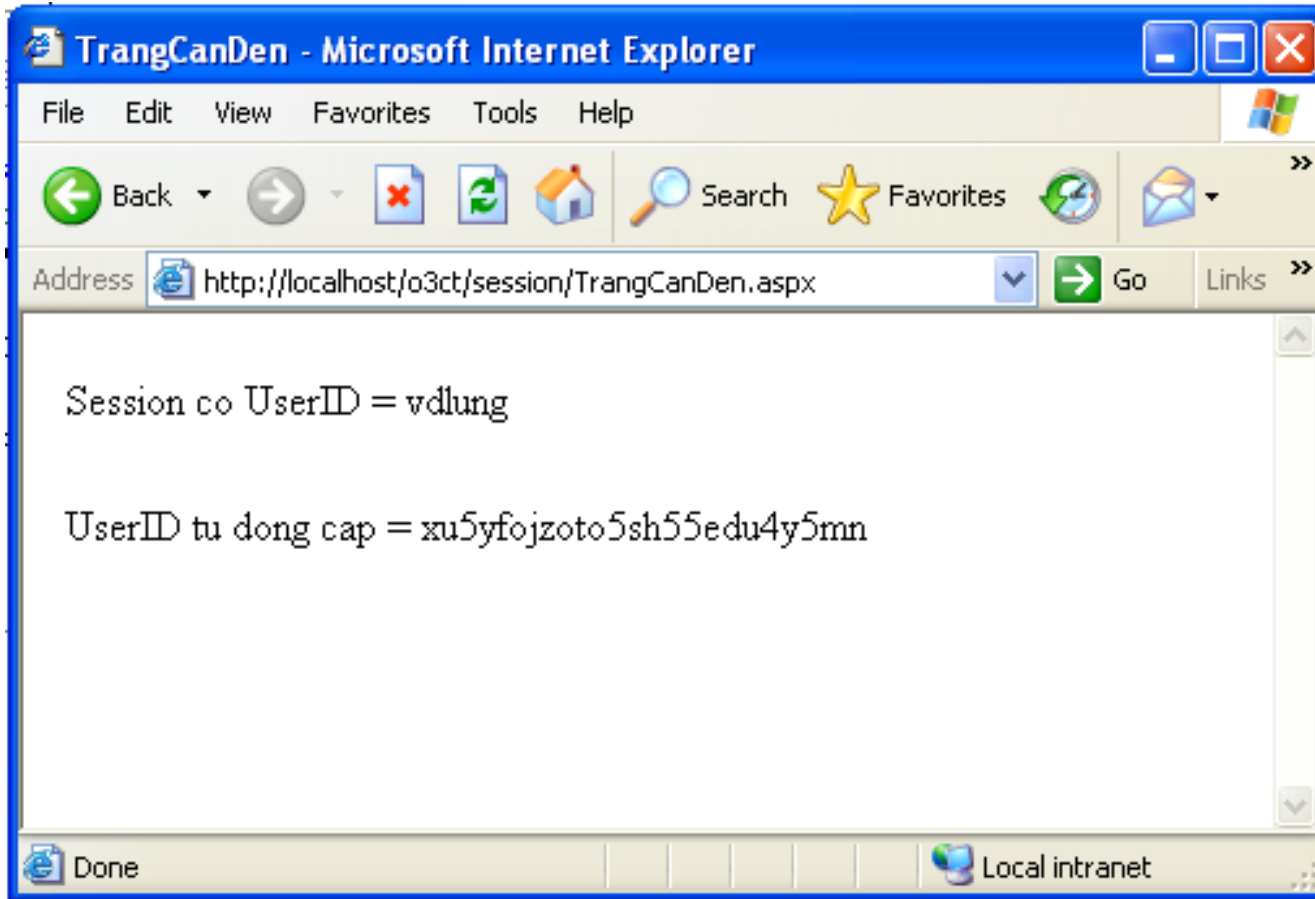 TrangCanDen - Microsoft Internet Explorer
File Edit View Favorites Tools Help
Back Search Favorites »
Address http://localhost/o3ct/session/TrangCanDen.aspx Go Links »
Session co UserID = vdlung
UserID tu dong cap = xu5yfojzoto5sh55edu4y5mn
Done Local intranet